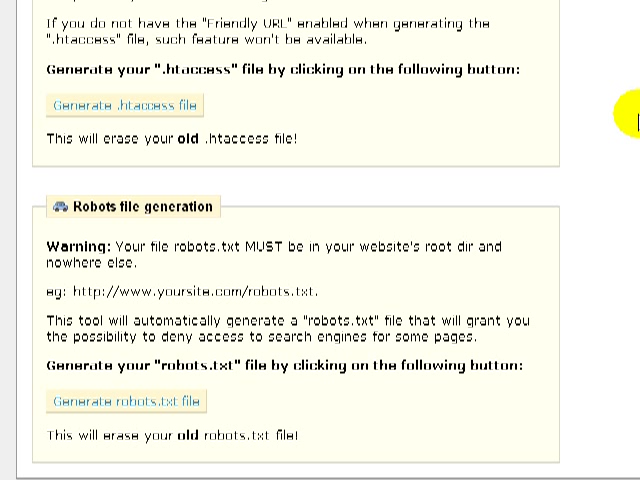 If you do not have the "Friendly URL" enabled when generating the
".htaccess" file, such feature won't be available.
Generate your ".htaccess" file by clicking on the following button:
Generate .htaccess file
This will erase your old .htaccess file!
Robots file generation
Warning: Your file robots.txt MUST be in your website's root dir and
nowhere else.
eg: http://www.yoursite.com/robots.txt.
This tool will automatically generate a "robots.txt" file that will grant you
the possibility to deny access to search engines for some pages.
Generate your "robots.txt" file by clicking on the following button:
Generate robots.txt file
This will erase your old robots.txt file!